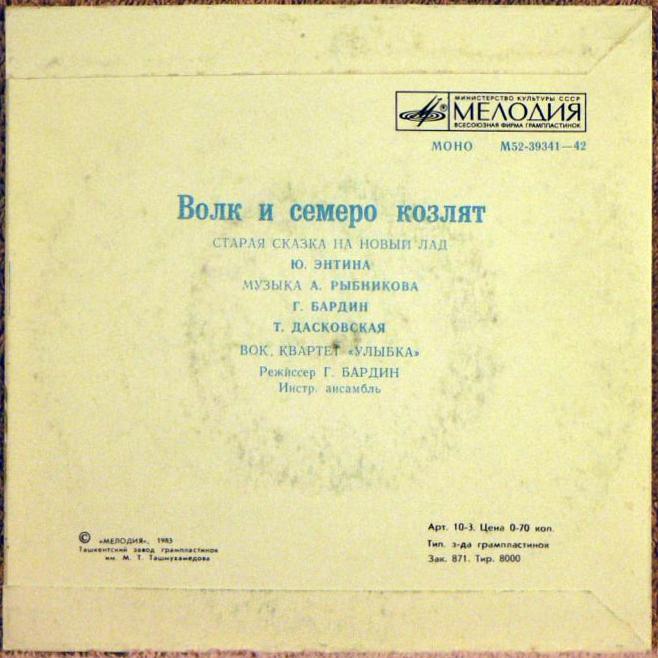 МИНИСТЕРСТВО КУЛЬТУРЫ СССР
МЕЛОДИЯ
ВСЕСОЮЗНАЯ ФИРМА ГРАМПЛАСТИНОК
МОНО М52-39341—42
Волк и семеро козлят
СТАРАЯ СКАЗКА НА НОВЫЙ ЛАД
Ю. ЭНТИНА
МУЗЫКА А. РЫБНИКОВА
Г. БАРДИН
Т. ДАСКОВСКАЯ
ВОК. КВАРТЕТ «УЛЫБКА»
Режиссер Г. БАРДИН
Инстр. ансамбль
Арт. 10-3. Цена 0-70 коп.
Тип. з-да грампластинок
Зак. 871. Тир. 8000
© «МЕЛОДИЯ», 1983
Ташкентский завод грампластинок
им. М. Т. Ташмухамедова